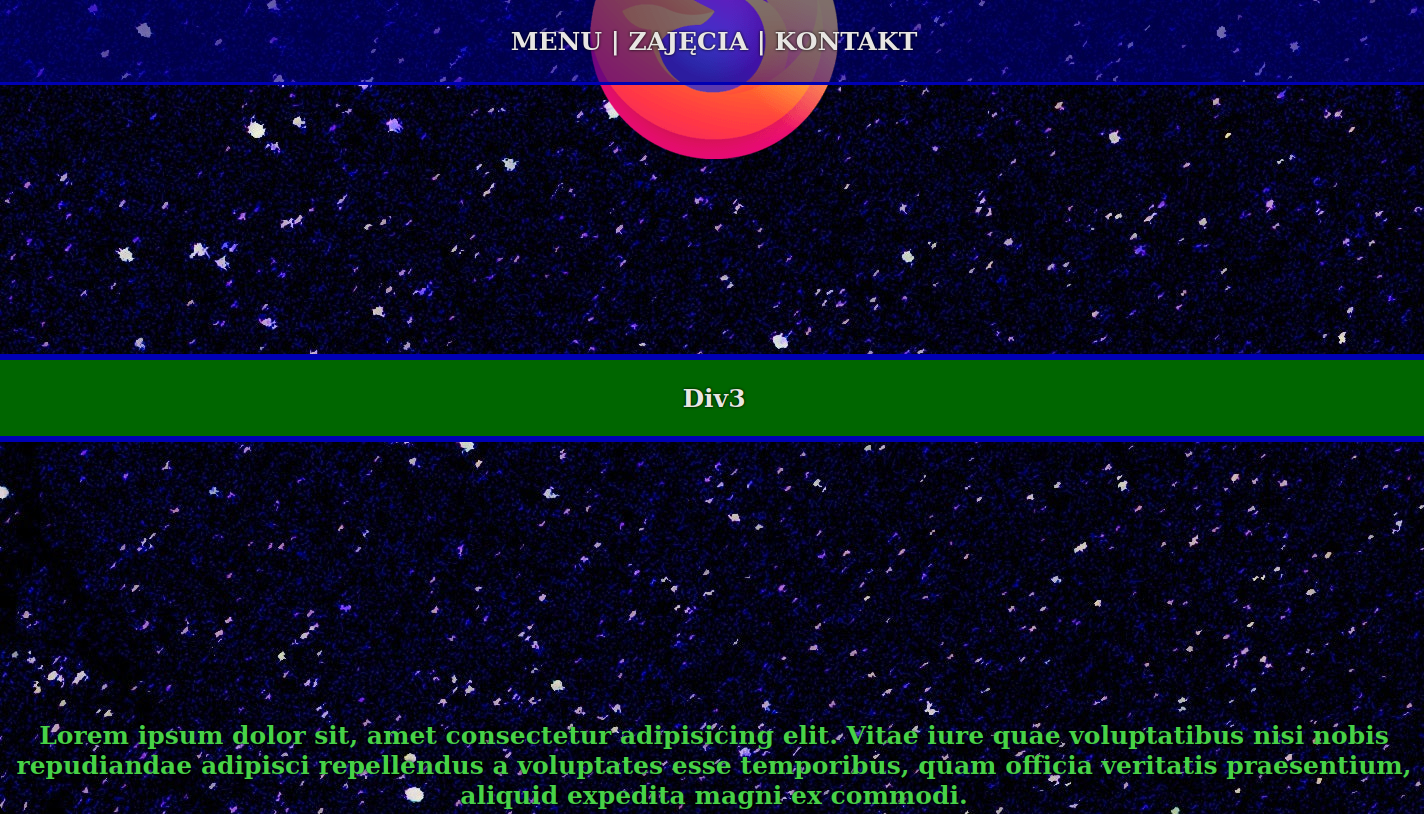 MENU | ZAJĘCIA | KONTAKT
Div3
Lorem ipsum dolor sit, amet consectetur adipisicing elit. Vitae iure quae voluptatibus nisi nobis
repudiandae adipisci repellendus a voluptates esse temporibus, quam officia veritatis praesentium,
aliquid expedita magni ex commodi.